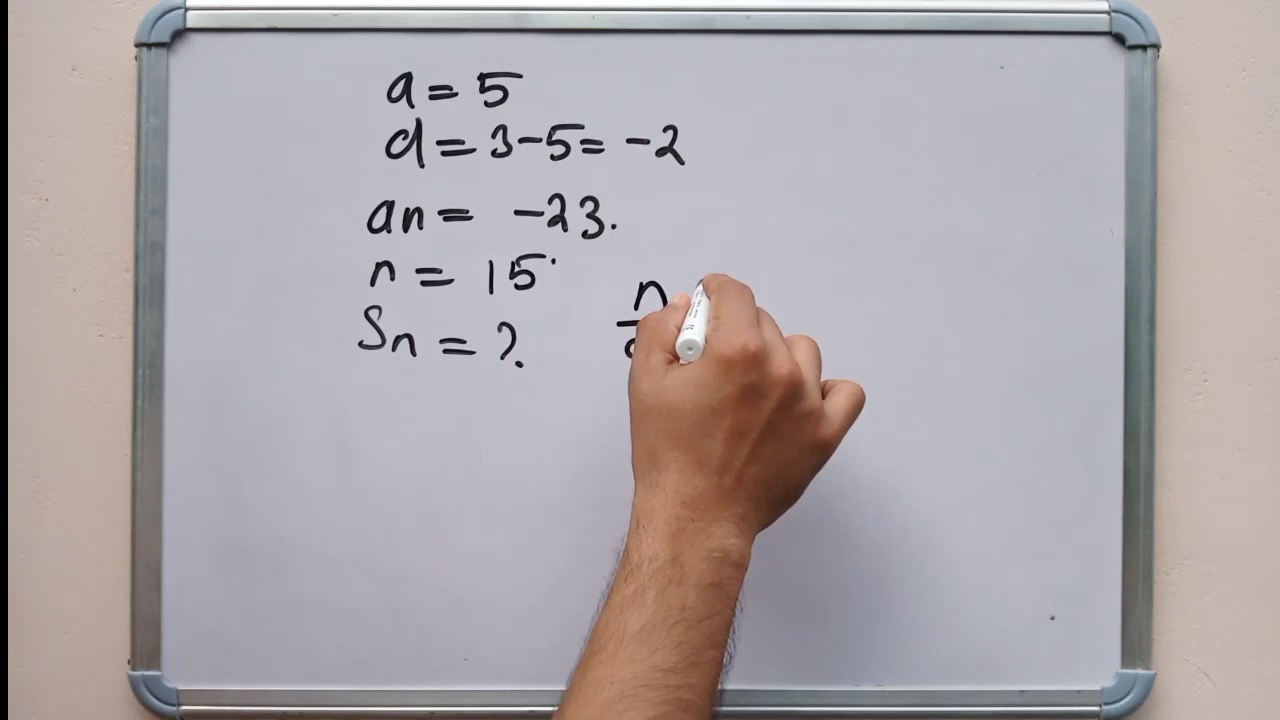 a = 5
d = 3-5= -2
an = -23.
n = 15
Sn = ?
n